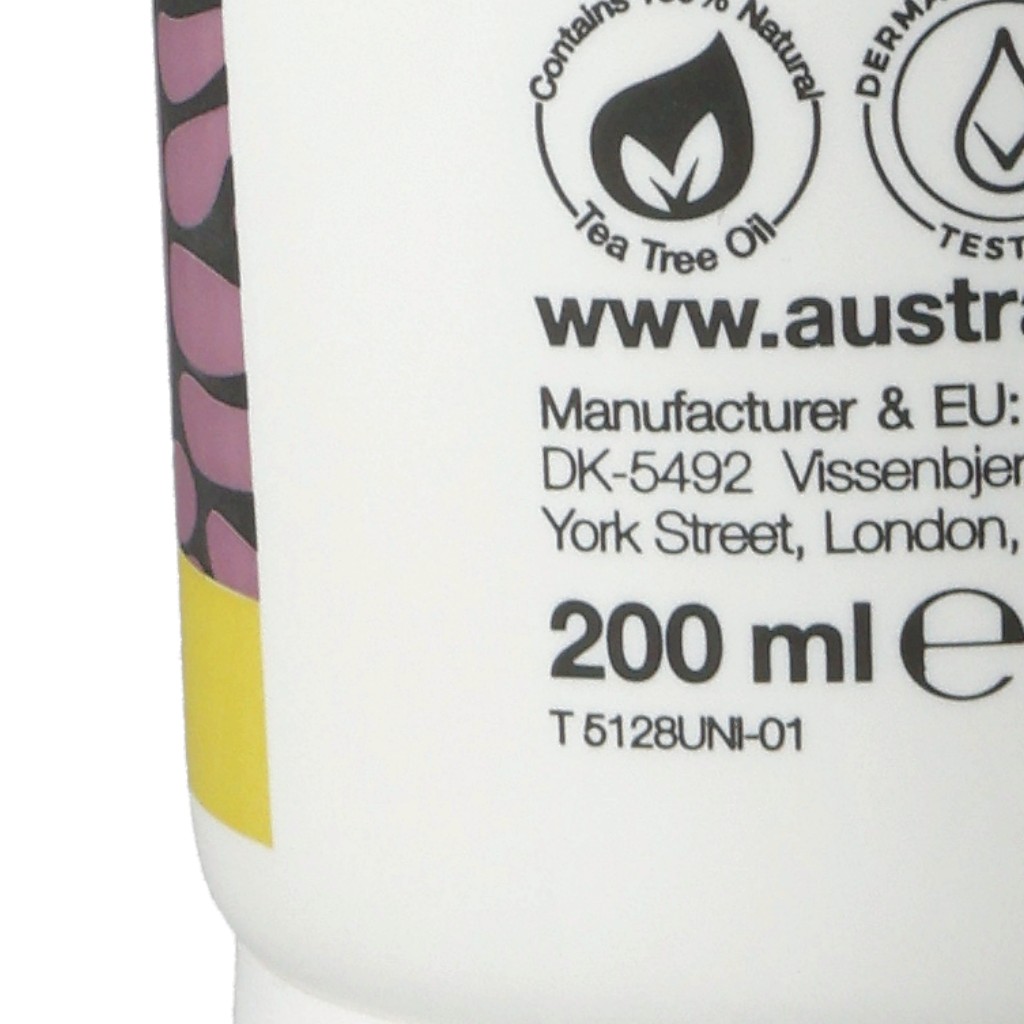 Contains 100% Natural
Tea Tree Oil
DERMA
TEST
www.austra
Manufacturer & EU:
DK-5492 Vissenbjer
York Street, London,
200 ml e
T 5128UNI-01